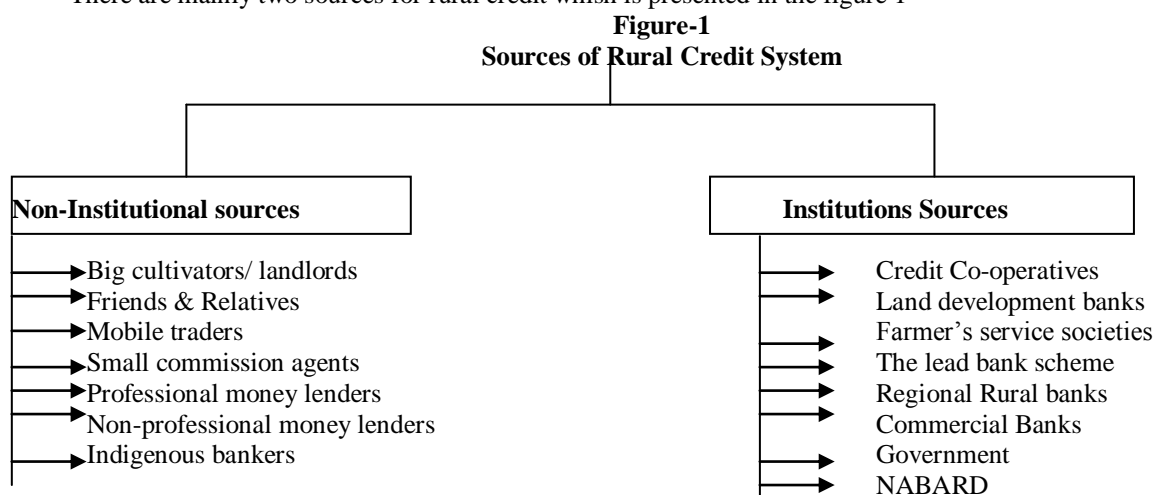 There are mainly two sources for rural credit which is presented in the figure-1
Figure-1
Sources of Rural Credit System
Non-Institutional sources
Big cultivators/ landlords
Friends & Relatives
Mobile traders
Small commission agents
Professional money lenders
Non-professional money lenders
Indigenous bankers
Institutions Sources
Credit Co-operatives
Land development banks
Farmer's service societies
The lead bank scheme
Regional Rural banks
Commercial Banks
Government
NABARD